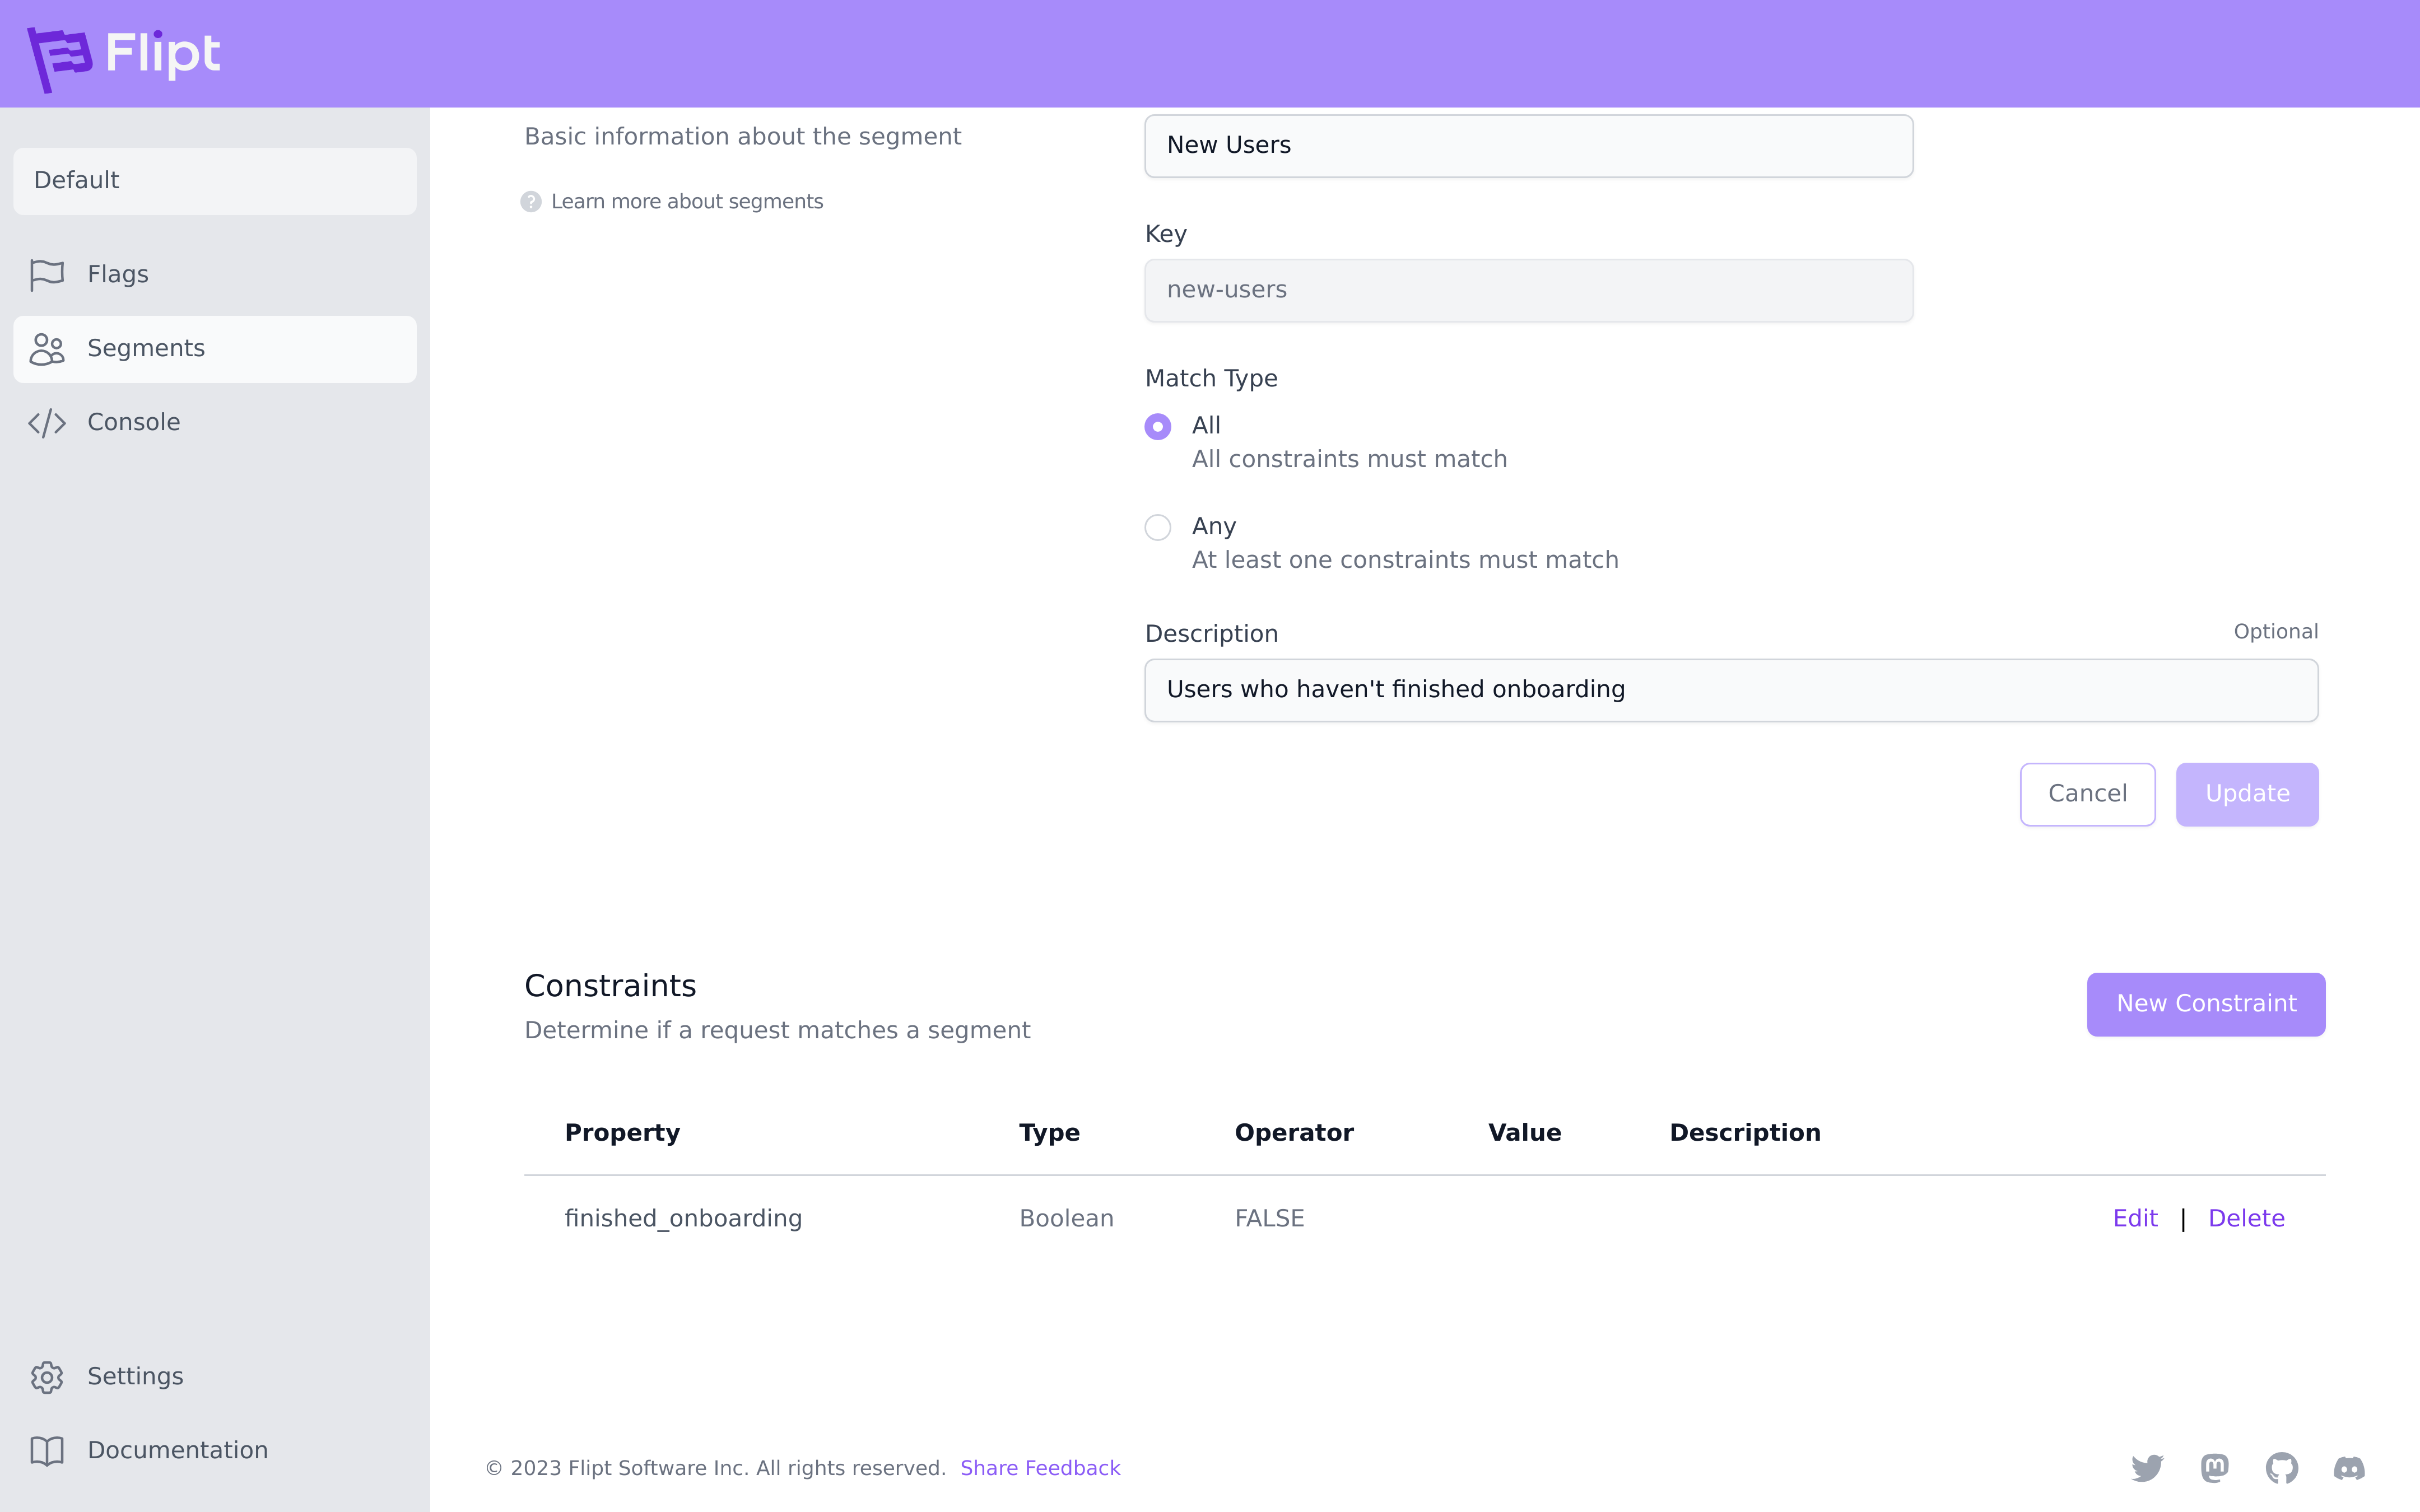 Flipt
Default
Flags
Segments
Console
Settings
Documentation
Basic information about the segment
? Learn more about segments
New Users
Key
new-users
Match Type
All
All constraints must match
Any
At least one constraints must match
Description
Optional
Users who haven't finished onboarding
Cancel
Update
Constraints
Determine if a request matches a segment
New Constraint
Property Type Operator Value Description
finished_onboarding Boolean FALSE Edit | Delete
© 2023 Flipt Software Inc. All rights reserved. Share Feedback